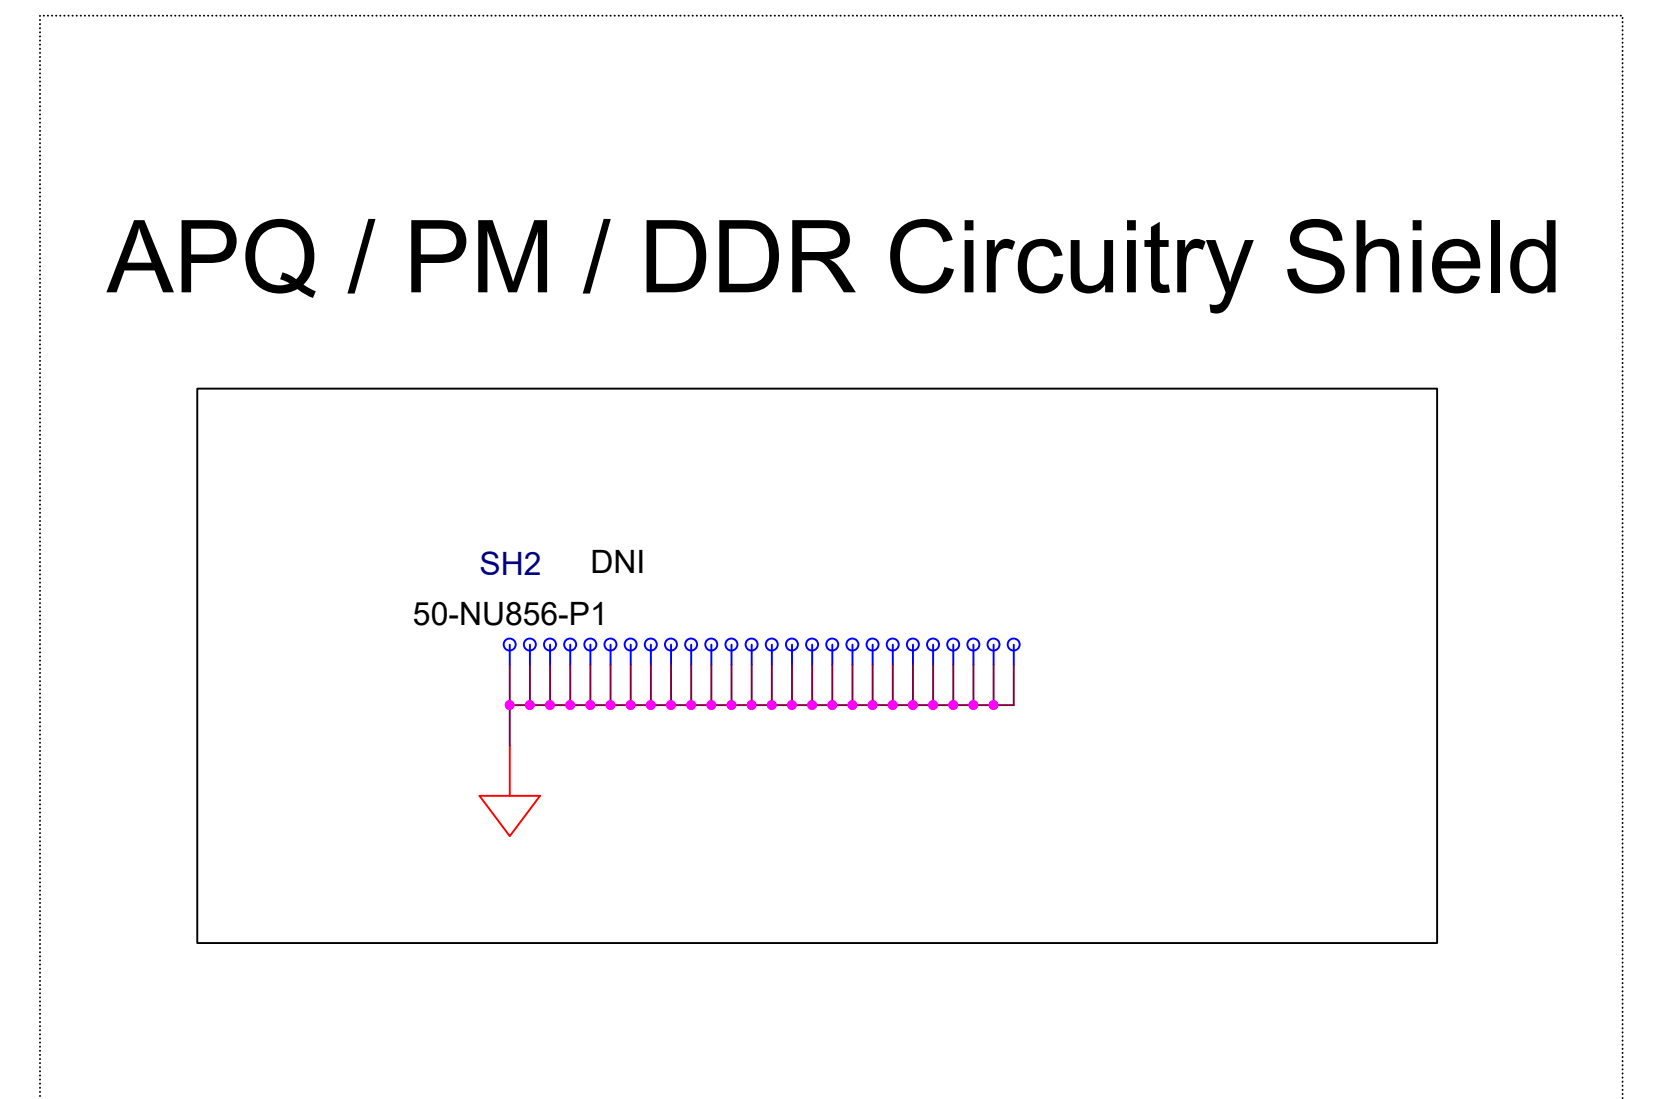 APQ / PM / DDR Circuitry Shield
SH2 DNI
50-NU856-P1